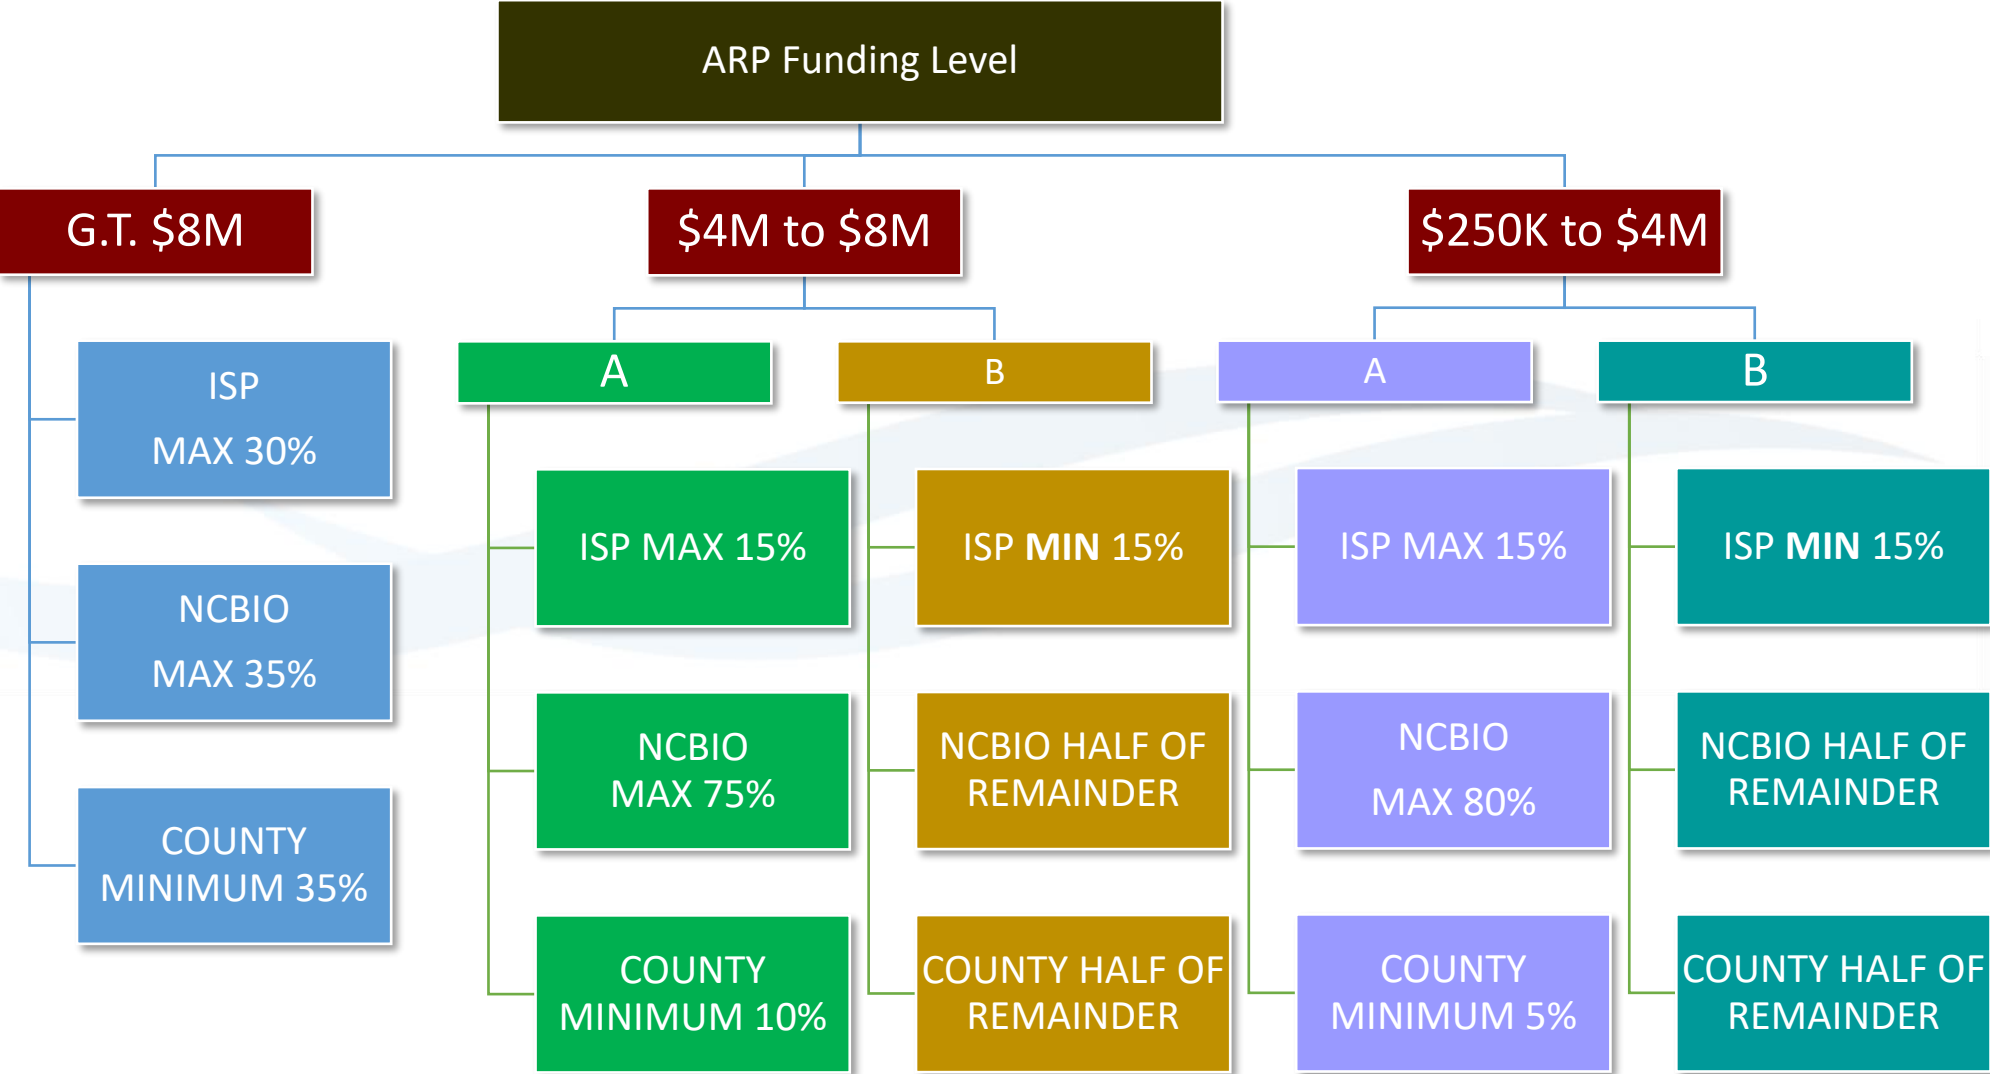 ARP Funding Level
G.T. $8M
$4M to $8M
$250K to $4M
ISP
MAX 30%
NCBIO
MAX 35%
COUNTY
MINIMUM 35%
A
ISP MAX 15%
NCBIO
MAX 75%
COUNTY
MINIMUM 10%
B
ISP MIN 15%
NCBIO HALF OF
REMAINDER
COUNTY HALF OF
REMAINDER
A
ISP MAX 15%
NCBIO
MAX 80%
COUNTY
MINIMUM 5%
B
ISP MIN 15%
NCBIO HALF OF
REMAINDER
COUNTY HALF OF
REMAINDER